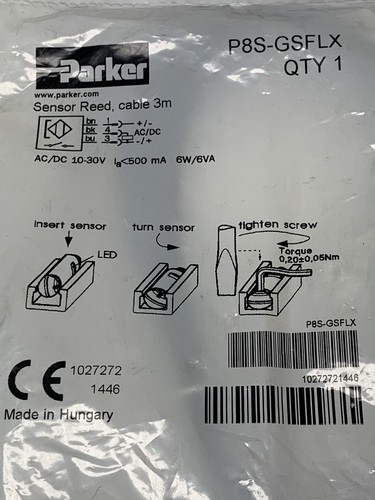 Parker
www.parker.com
P8S-GSFLX
QTY 1
Sensor Reed, cable 3m
bn 1 +/-
bk 4 AC/DC
bu 3 -/+
AC/DC 10-30V Ia<500 mA 6W/6VA
insert sensor
LED
turn sensor
tighten screw
Torque
0,20±0,05Nm
P8S-GSFLX
10272721446
CE 1027272
1446
Made in Hungary